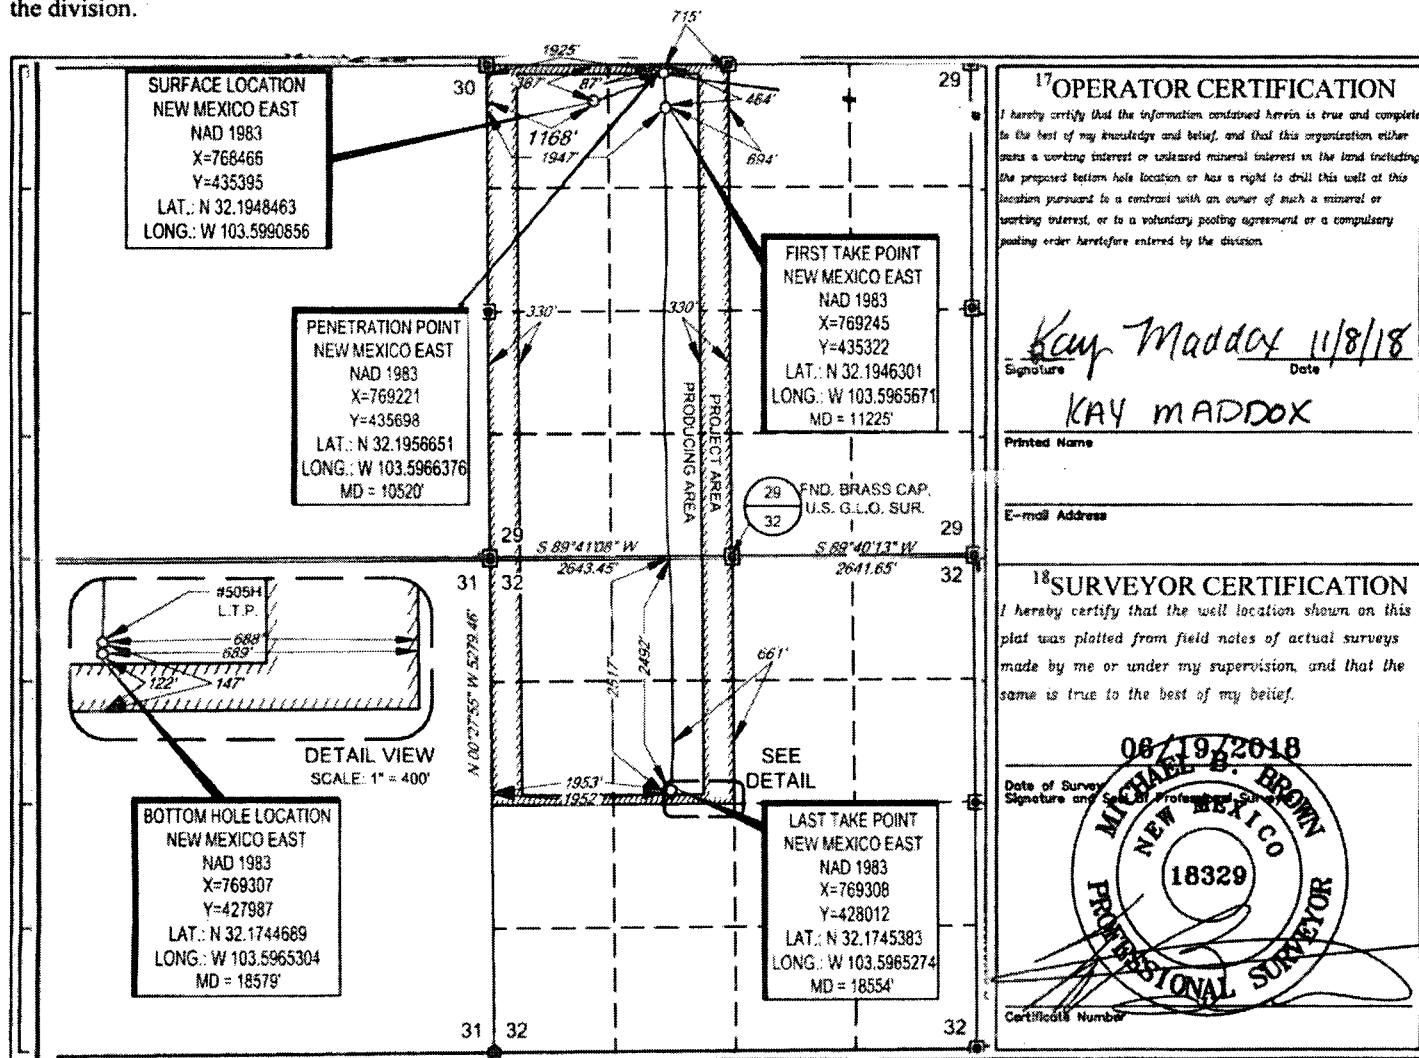 the division.
715'
1925'
387'
87'
30
29
464'
1168'
1947'
694'
SURFACE LOCATION
NEW MEXICO EAST
NAD 1983
X=768466
Y=435395
LAT.: N 32.1948463
LONG.: W 103.5990856
PENETRATION POINT
NEW MEXICO EAST
NAD 1983
X=769221
Y=435698
LAT.: N 32.1956651
LONG.: W 103.5966376
MD = 10520'
330'
330'
FIRST TAKE POINT
NEW MEXICO EAST
NAD 1983
X=769245
Y=435322
LAT.: N 32.1946301
LONG.: W 103.5965671
MD = 11225'
PRODUCING AREA
PROJECT AREA
29
32
FND. BRASS CAP,
U.S. G.L.O. SUR.
29
29
S 89°41'08" W
2643.45'
S 89°40'13" W
2641.65'
31
32
32
#505H
L.T.P.
688'
689'
122'
147'
DETAIL VIEW
SCALE: 1" = 400'
N 00°27'55" W 5279.46'
2517'
2492'
661'
SEE
DETAIL
1953'
1952'
BOTTOM HOLE LOCATION
NEW MEXICO EAST
NAD 1983
X=769307
Y=427987
LAT.: N 32.1744689
LONG.: W 103.5965304
MD = 18579'
LAST TAKE POINT
NEW MEXICO EAST
NAD 1983
X=769308
Y=428012
LAT.: N 32.1745383
LONG.: W 103.5965274
MD = 18554'
31
32
32
17 OPERATOR CERTIFICATION
I hereby certify that the information contained herein is true and complete
to the best of my knowledge and belief, and that this organization either
owns a working interest or unleased mineral interest in the land including
the proposed bottom hole location or has a right to drill this well at this
location pursuant to a contract with an owner of such a mineral or
working interest, or to a voluntary pooling agreement or a compulsory
pooling order heretofore entered by the division
Kay Maddox 11/8/18
Signature Date
KAY MADDOX
Printed Name
E-mail Address
18 SURVEYOR CERTIFICATION
I hereby certify that the well location shown on this
plat was plotted from field notes of actual surveys
made by me or under my supervision, and that the
same is true to the best of my belief.
06/19/2018
Date of Survey
Signature and Seal of Professional Surveyor
MICHAEL B. BROWN
NEW MEXICO
18329
PROFESSIONAL SURVEYOR
Certificate Number